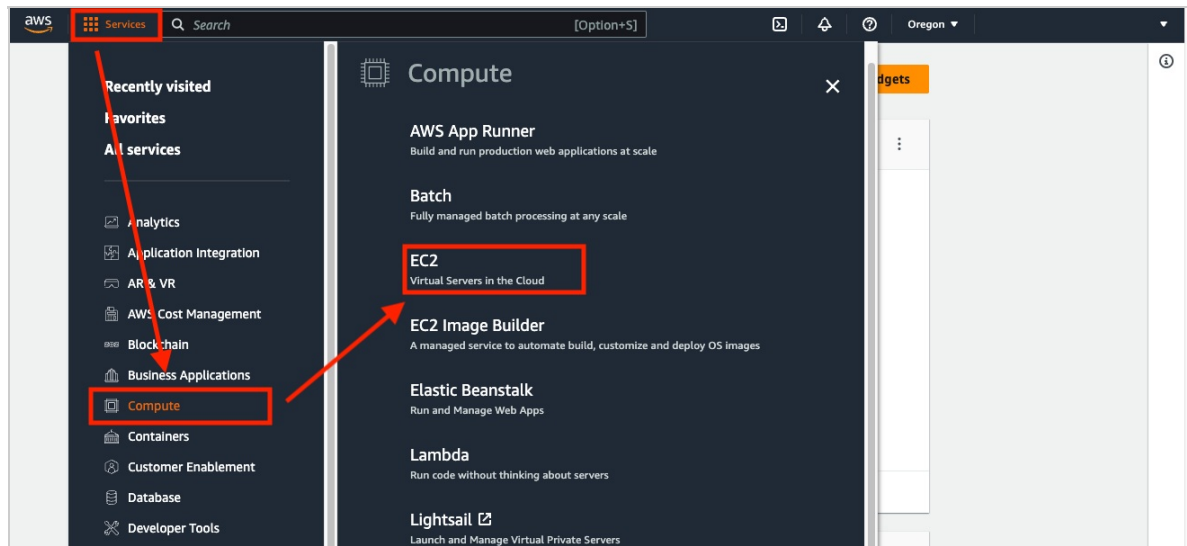 aws
Services
Search
[Option+S]
Oregon
Recently visited
Favorites
All services
Analytics
Application Integration
AR & VR
AWS Cost Management
Blockchain
Business Applications
Compute
Containers
Customer Enablement
Database
Developer Tools
Compute
AWS App Runner
Build and run production web applications at scale
Batch
Fully managed batch processing at any scale
EC2
Virtual Servers in the Cloud
EC2 Image Builder
A managed service to automate build, customize and deploy OS images
Elastic Beanstalk
Run and Manage Web Apps
Lambda
Run code without thinking about servers
Lightsail
Launch and Manage Virtual Private Servers
dgets